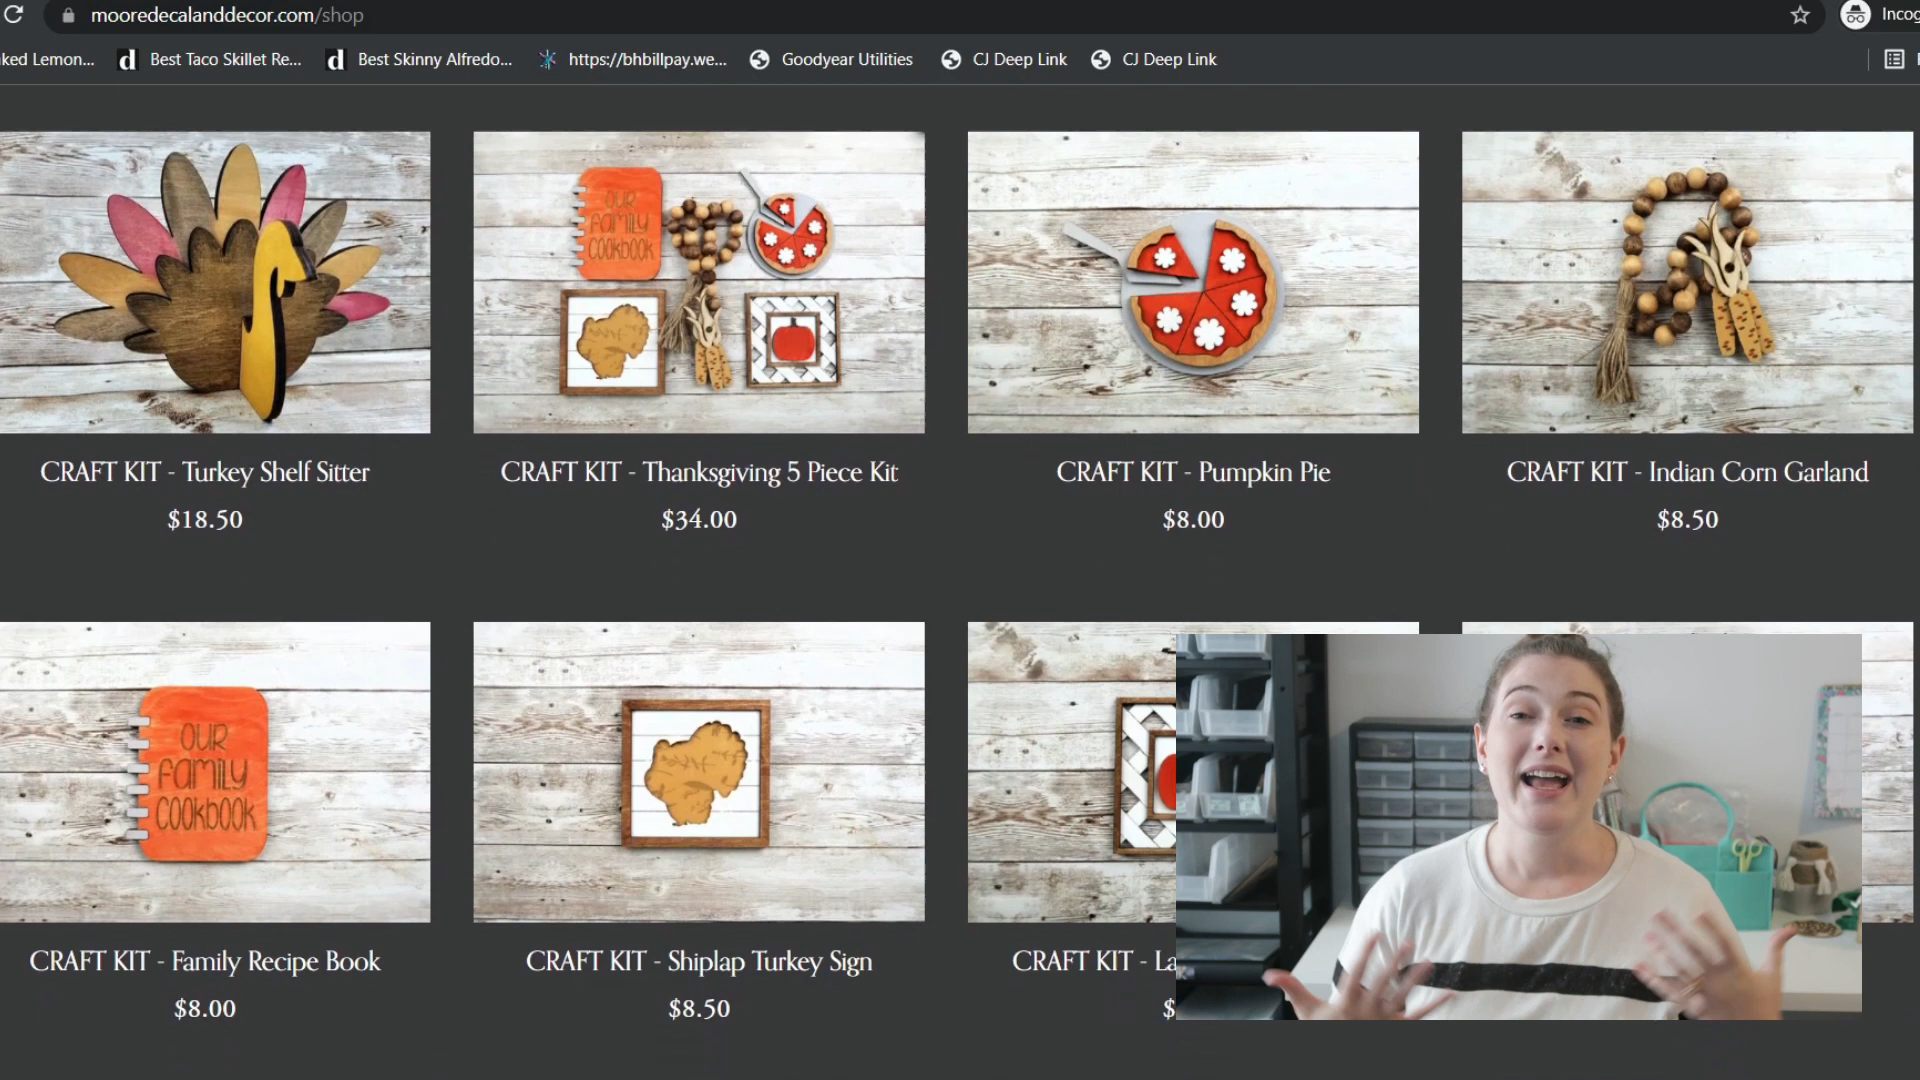 mooredecalanddecor.com/shop
Incog
ked Lemon...
d Best Taco Skillet Re...
d Best Skinny Alfredo...
https://bhbillpay.we...
Goodyear Utilities
CJ Deep Link
CJ Deep Link
OUR
FAMILY
COOKBOOK
CRAFT KIT - Turkey Shelf Sitter
$18.50
CRAFT KIT - Thanksgiving 5 Piece Kit
$34.00
CRAFT KIT - Pumpkin Pie
$8.00
CRAFT KIT - Indian Corn Garland
$8.50
OUR
FAMILY
COOKBOOK
CRAFT KIT - Family Recipe Book
$8.00
CRAFT KIT - Shiplap Turkey Sign
$8.50
CRAFT KIT - La
$